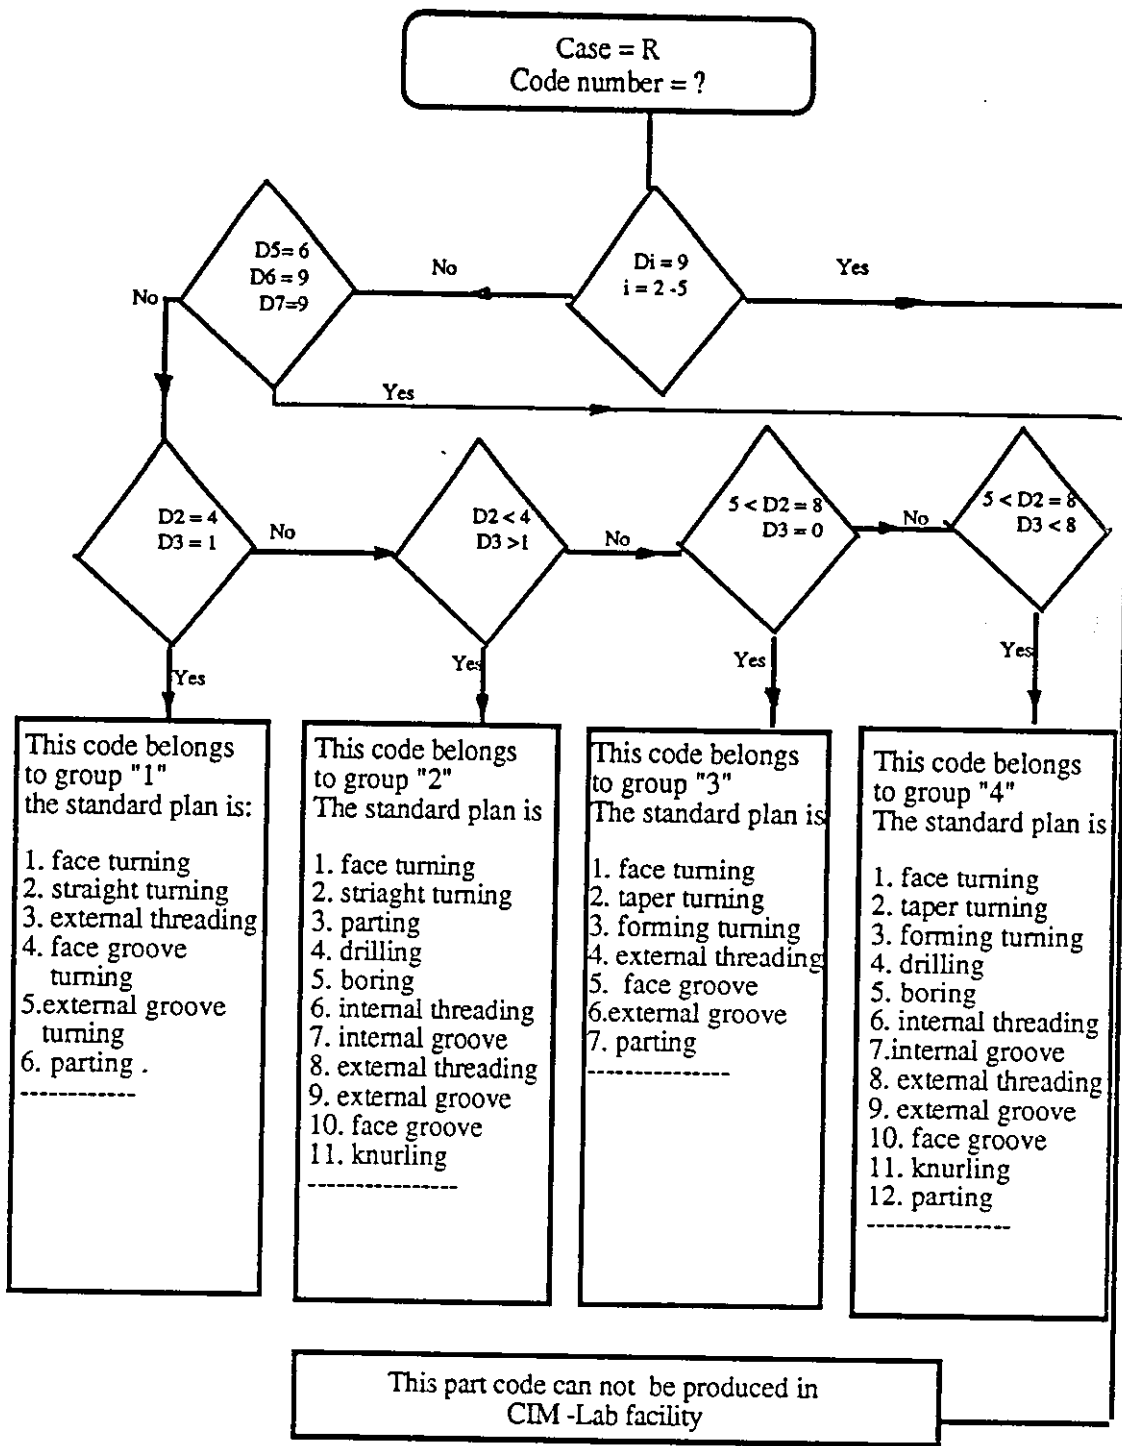 Case = R
Code number = ?
Di = 9
i = 2 -5
No
Yes
D5= 6
D6 = 9
D7=9
No
Yes
D2 = 4
D3 = 1
No
D2 < 4
D3 >1
No
5 < D2 = 8
D3 = 0
No
5 < D2 = 8
D3 < 8
Yes
Yes
Yes
Yes
This code belongs
to group "1"
the standard plan is:
1. face turning
2. straight turning
3. external threading
4. face groove
turning
5.external groove
turning
6. parting .
------------
This code belongs
to group "2"
The standard plan is
1. face turning
2. striaght turning
3. parting
4. drilling
5. boring
6. internal threading
7. internal groove
8. external threading
9. external groove
10. face groove
11. knurling
---------------
This code belongs
to group "3"
The standard plan is
1. face turning
2. taper turning
3. forming turning
4. external threading
5. face groove
6.external groove
7. parting
---------------
This code belongs
to group "4"
The standard plan is
1. face turning
2. taper turning
3. forming turning
4. drilling
5. boring
6. internal threading
7.internal groove
8. external threading
9. external groove
10. face groove
11. knurling
12. parting
---------------
This part code can not be produced in
CIM -Lab facility